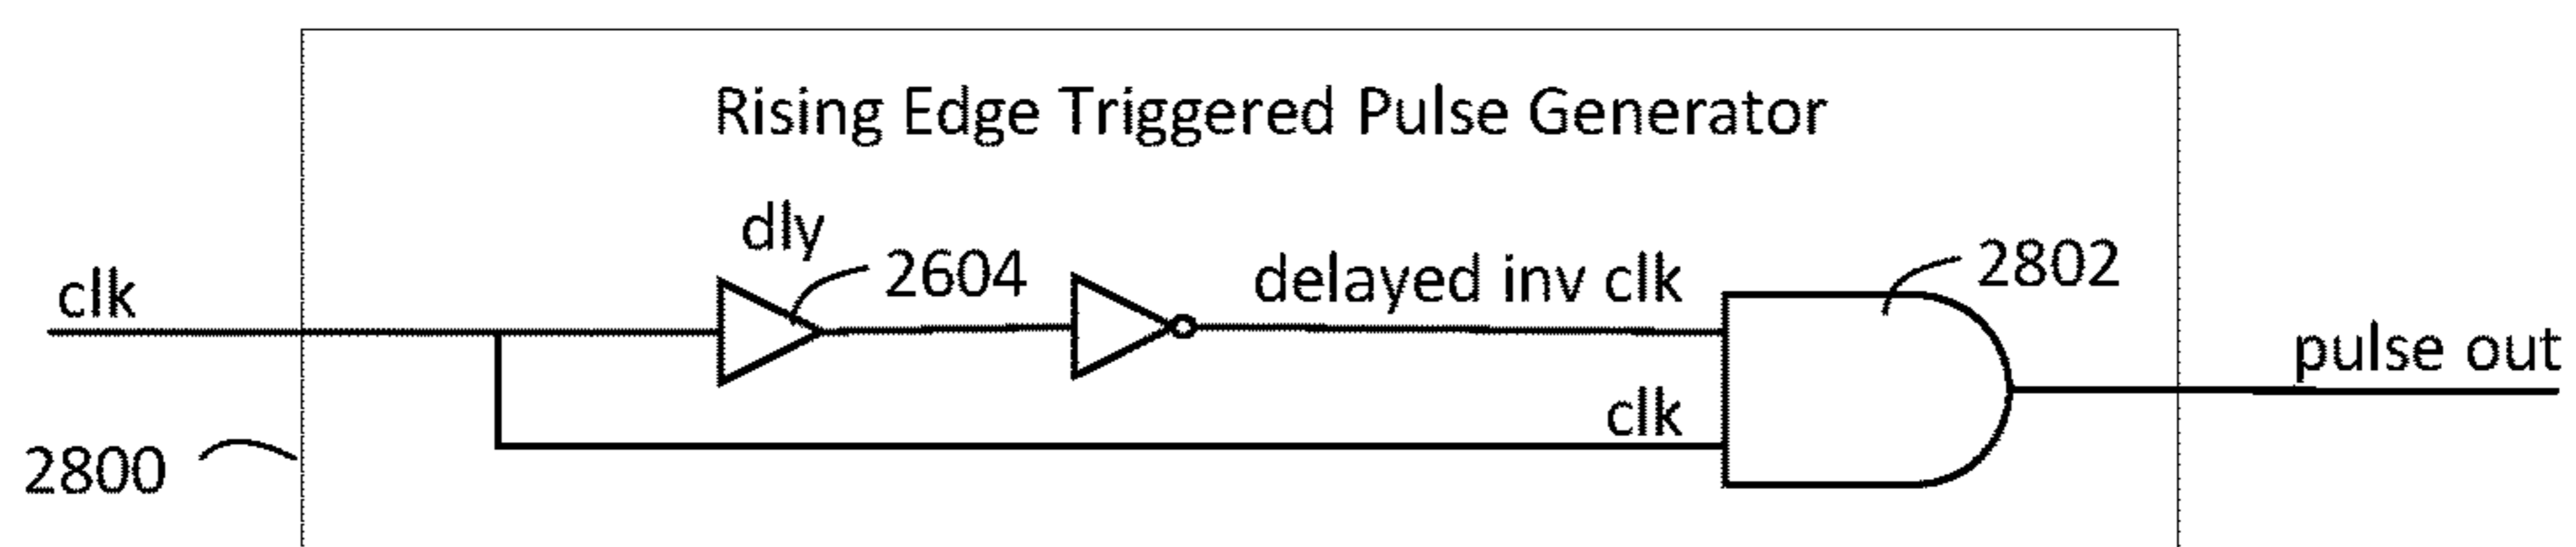 Rising Edge Triggered Pulse Generator
dly
clk
2604
delayed inv clk
2802
pulse out
clk
2800